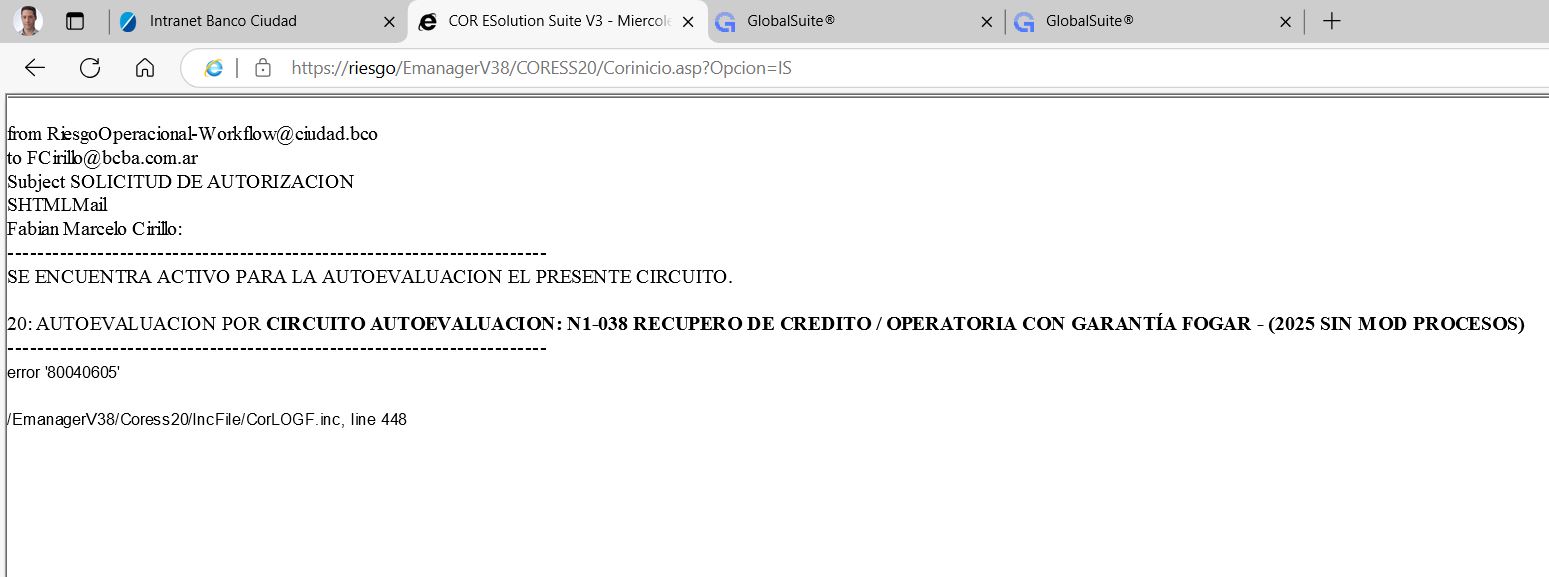 Intranet Banco Ciudad
COR ESolution Suite V3 - Miercole
GlobalSuite®
GlobalSuite®
https://riesgo/EmanagerV38/CORESS20/Corinicio.asp?Opcion=IS
from RiesgoOperacional-Workflow@ciudad.bco
to FCirillo@bcba.com.ar
Subject SOLICITUD DE AUTORIZACION
SHTMLMail
Fabian Marcelo Cirillo:
------------------------------------------------------------------------
SE ENCUENTRA ACTIVO PARA LA AUTOEVALUACION EL PRESENTE CIRCUITO.
20: AUTOEVALUACION POR CIRCUITO AUTOEVALUACION: N1-038 RECUPERO DE CREDITO / OPERATORIA CON GARANTÍA FOGAR - (2025 SIN MOD PROCESOS)
------------------------------------------------------------------------
error '80040605'
/EmanagerV38/Coress20/IncFile/CorLOGF.inc, line 448